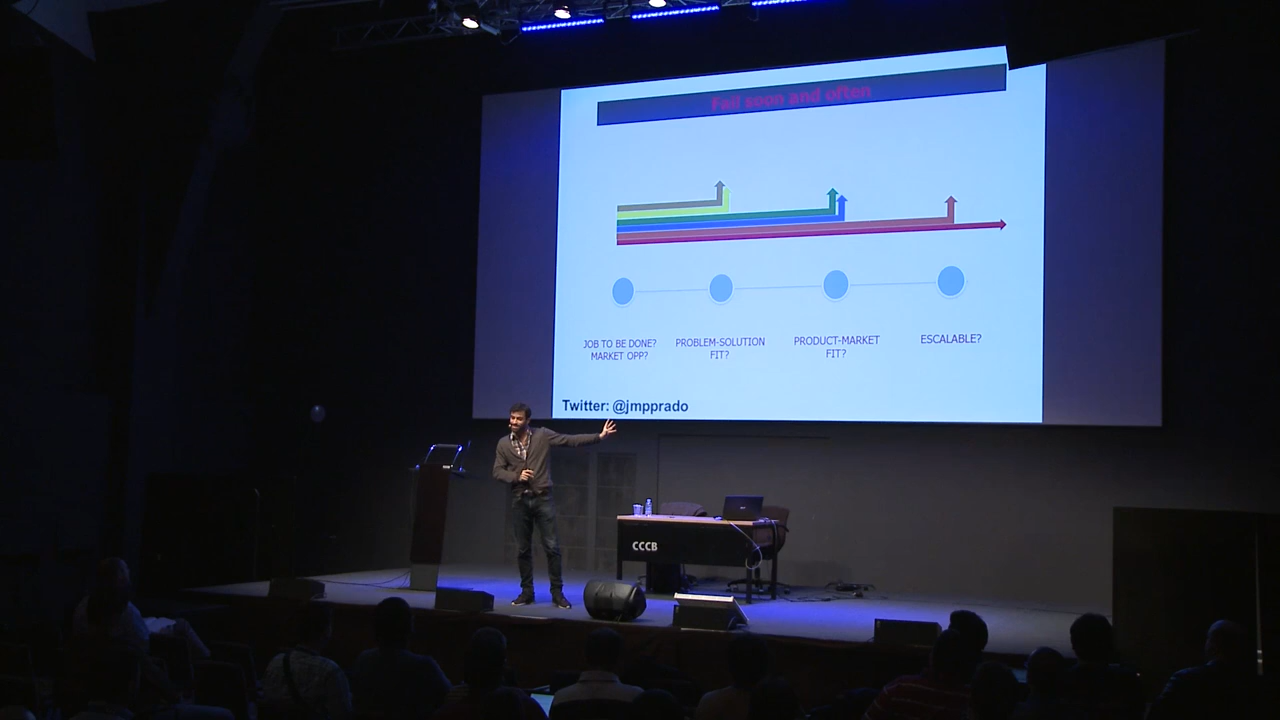 Fail soon and often
JOB TO BE DONE?
MARKET OPP?
PROBLEM-SOLUTION
FIT?
PRODUCT-MARKET
FIT?
ESCALABLE?
Twitter: @jmpprado
CCCB